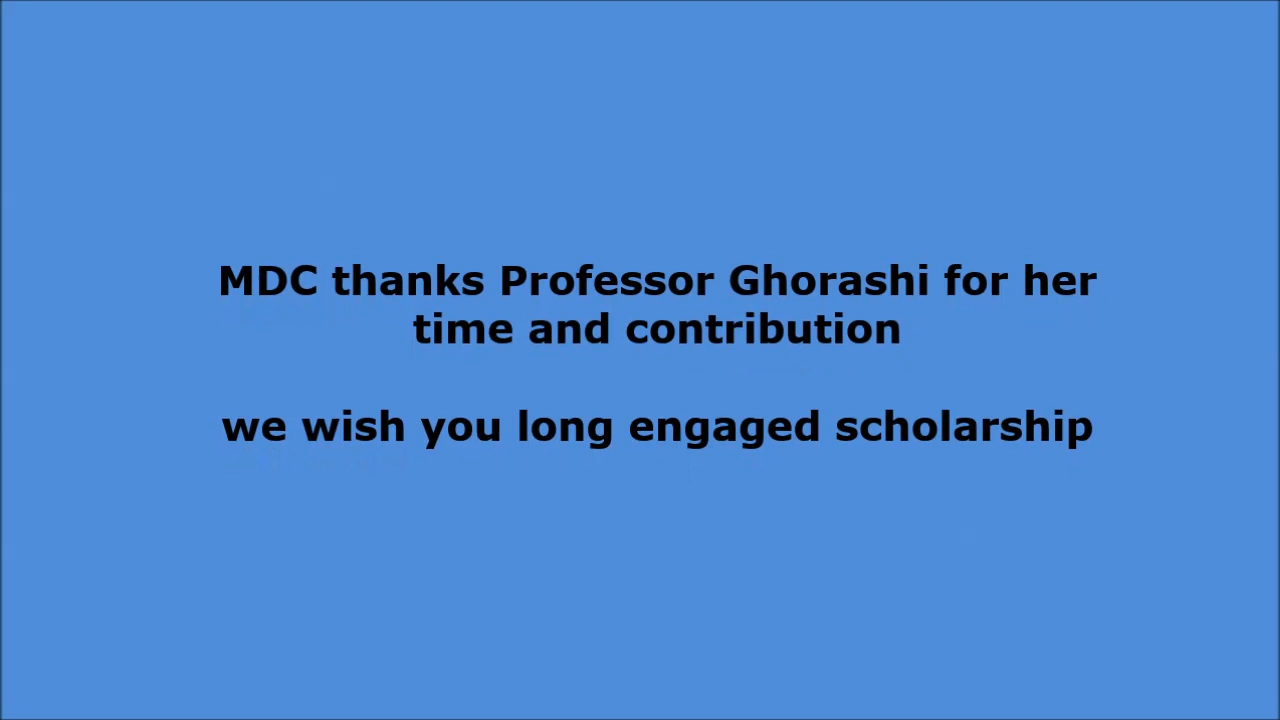 MDC thanks Professor Ghorashi for her
time and contribution
we wish you long engaged scholarship